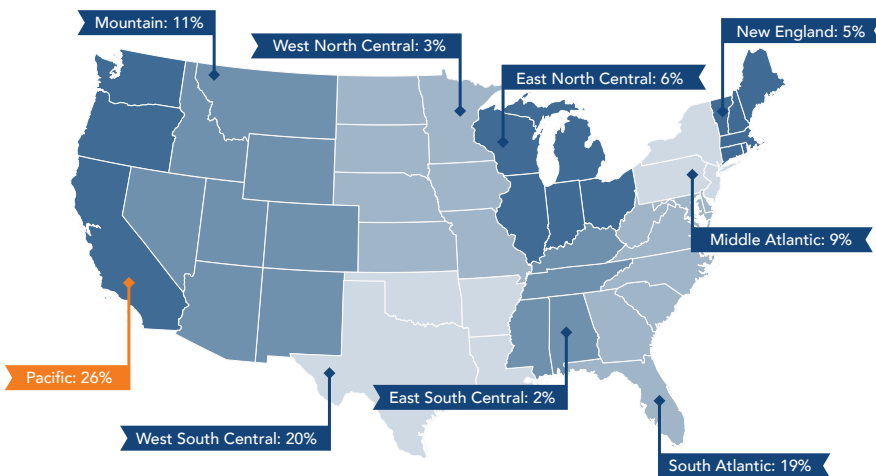 Mountain: 11%
West North Central: 3%
New England: 5%
East North Central: 6%
Middle Atlantic: 9%
Pacific: 26%
East South Central: 2%
West South Central: 20%
South Atlantic: 19%